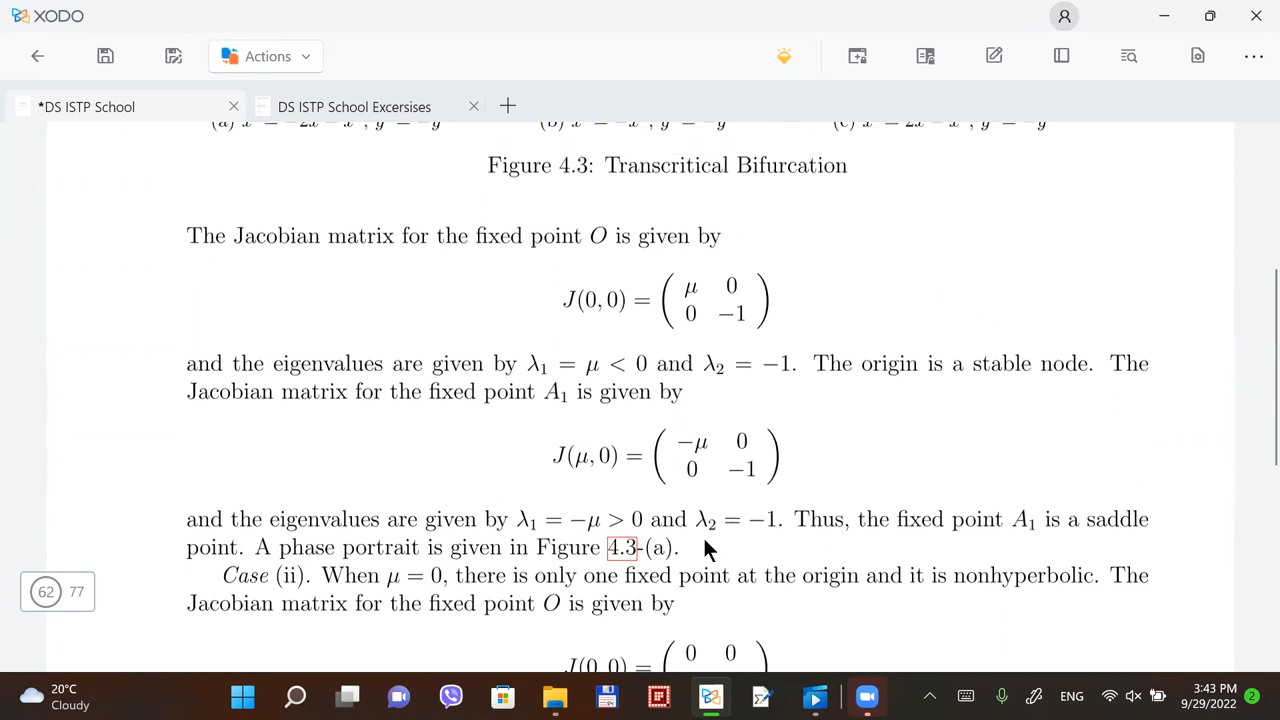 XODO
Actions
*DS ISTP School
DS ISTP School Excersises
Figure 4.3: Transcritical Bifurcation
The Jacobian matrix for the fixed point O is given by
J(0, 0) = ( μ 0
0 −1 )
and the eigenvalues are given by λ₁ = μ < 0 and λ₂ = −1. The origin is a stable node. The
Jacobian matrix for the fixed point A₁ is given by
J(μ, 0) = ( −μ 0
0 −1 )
and the eigenvalues are given by λ₁ = −μ > 0 and λ₂ = −1. Thus, the fixed point A₁ is a saddle
point. A phase portrait is given in Figure 4.3-(a).
Case (ii). When μ = 0, there is only one fixed point at the origin and it is nonhyperbolic. The
62 77
Jacobian matrix for the fixed point O is given by
J(0, 0) = ( 0 0
20°C
Cloudy
ENG
3:43 PM
9/29/2022
2